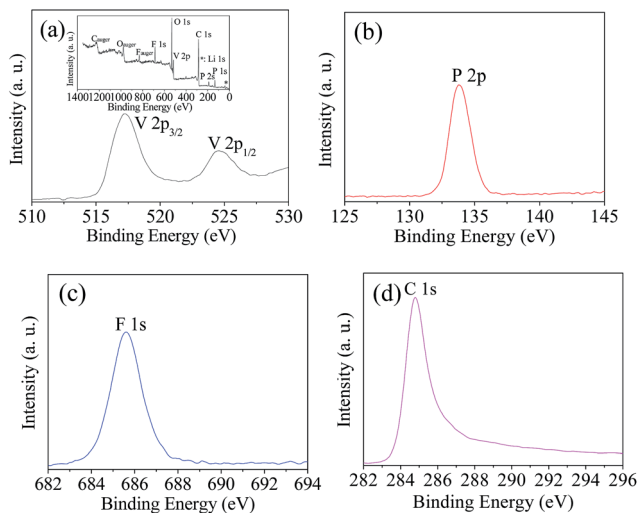 (a)
Intensity (a. u.)
C auger
O auger
F auger
F 1s
O 1s
V 2p
C 1s
*: Li 1s
P 2s
P 1s
*
1400 1200 1000 800 600 400 200 0
Binding Energy (eV)
V 2p3/2
V 2p1/2
Intensity (a. u.)
510 515 520 525 530
Binding Energy (eV)
(b)
P 2p
Intensity (a. u.)
125 130 135 140 145
Binding Energy (eV)
(c)
F 1s
Intensity (a. u.)
682 684 686 688 690 692 694
Binding Energy (eV)
(d)
C 1s
Intensity (a. u.)
282 284 286 288 290 292 294 296
Binding Energy (eV)